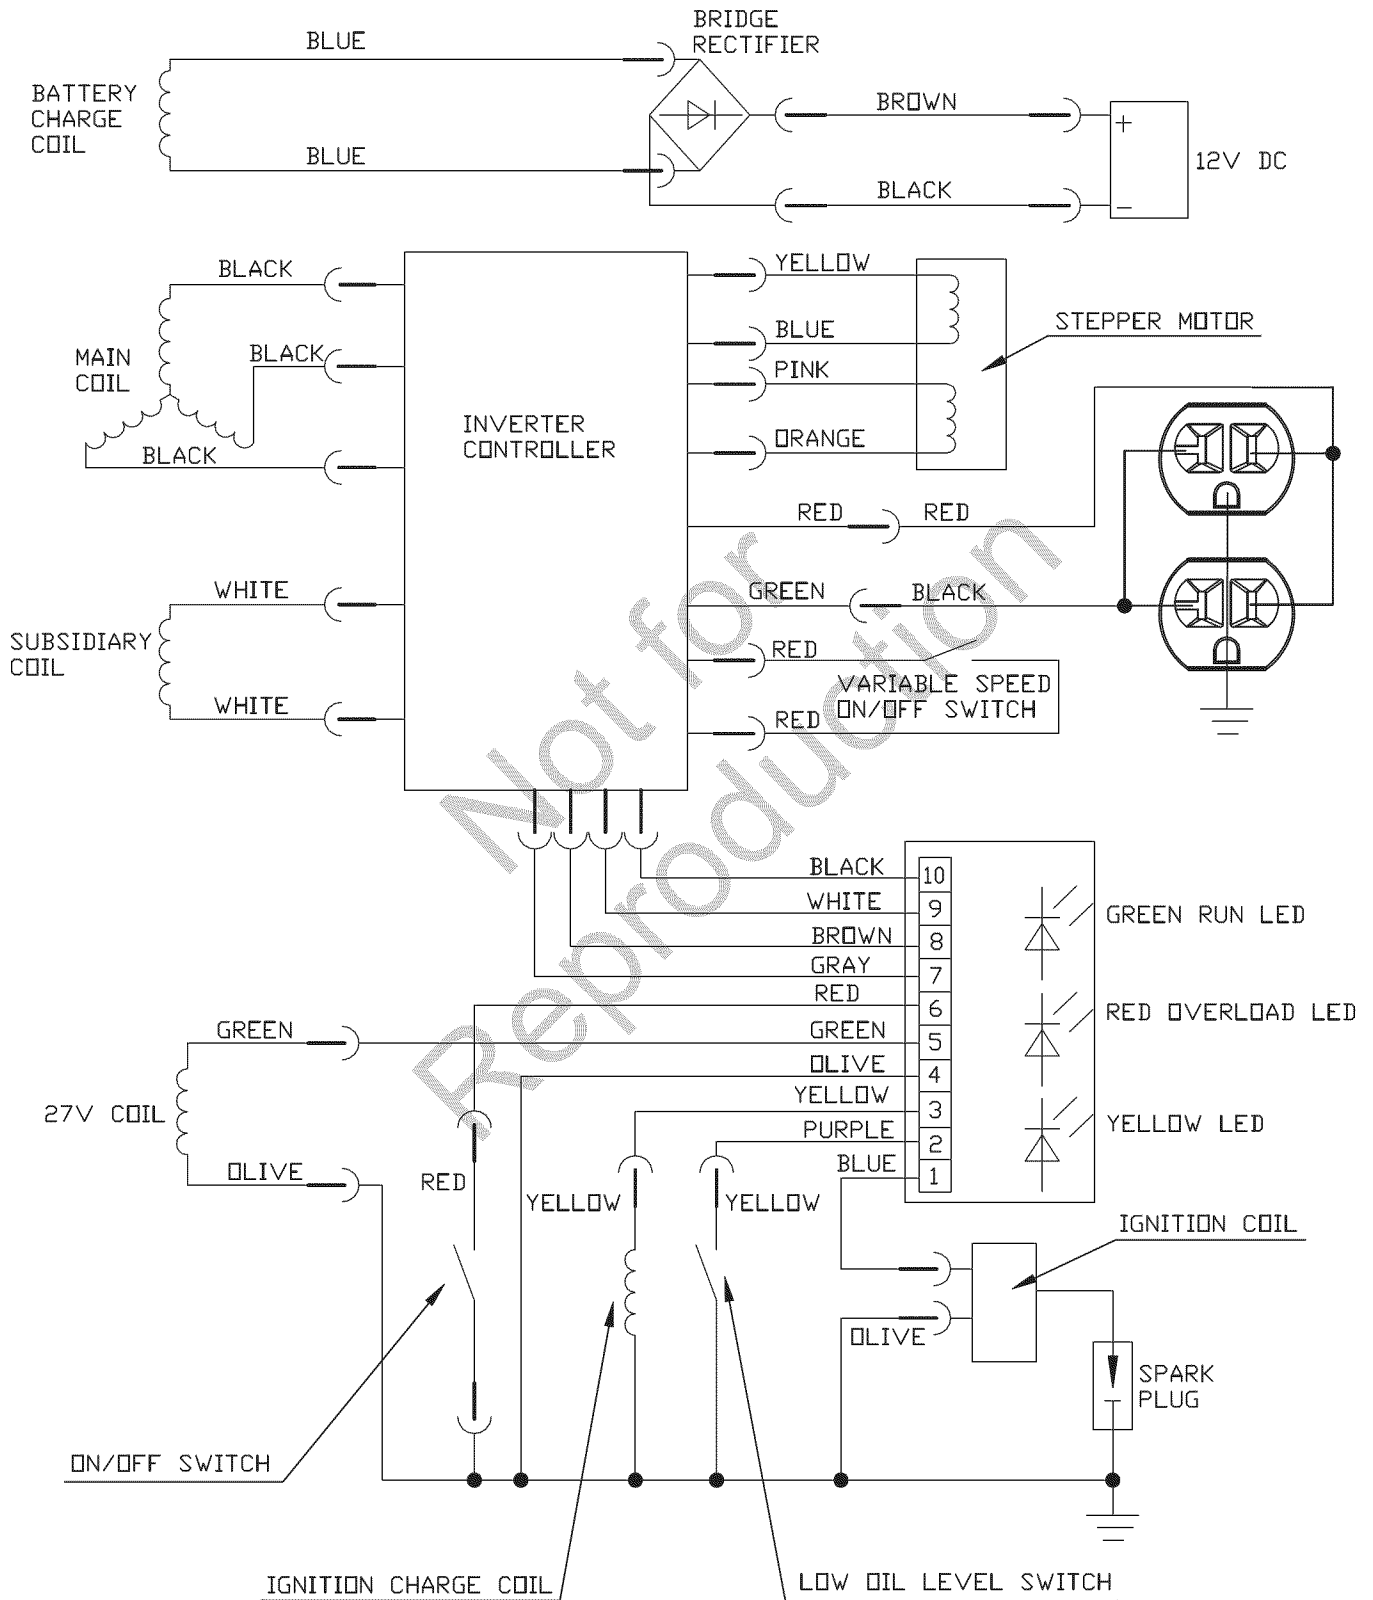 BRIDGE
RECTIFIER
BLUE
BATTERY
CHARGE
COIL
BROWN
+
12V DC
BLUE
BLACK
−
BLACK
YELLOW
STEPPER MOTOR
BLUE
MAIN
COIL
BLACK
PINK
INVERTER
CONTROLLER
ORANGE
BLACK
RED
RED
WHITE
GREEN
BLACK
SUBSIDIARY
COIL
RED
VARIABLE SPEED
ON/OFF SWITCH
WHITE
RED
Not for
Reproduction
BLACK
10
WHITE
9
GREEN RUN LED
BROWN
8
GRAY
7
RED
6
RED OVERLOAD LED
GREEN
GREEN
5
OLIVE
4
27V COIL
YELLOW
3
YELLOW LED
PURPLE
2
OLIVE
RED
BLUE
1
YELLOW
YELLOW
IGNITION COIL
OLIVE
SPARK
PLUG
ON/OFF SWITCH
IGNITION CHARGE COIL
LOW OIL LEVEL SWITCH